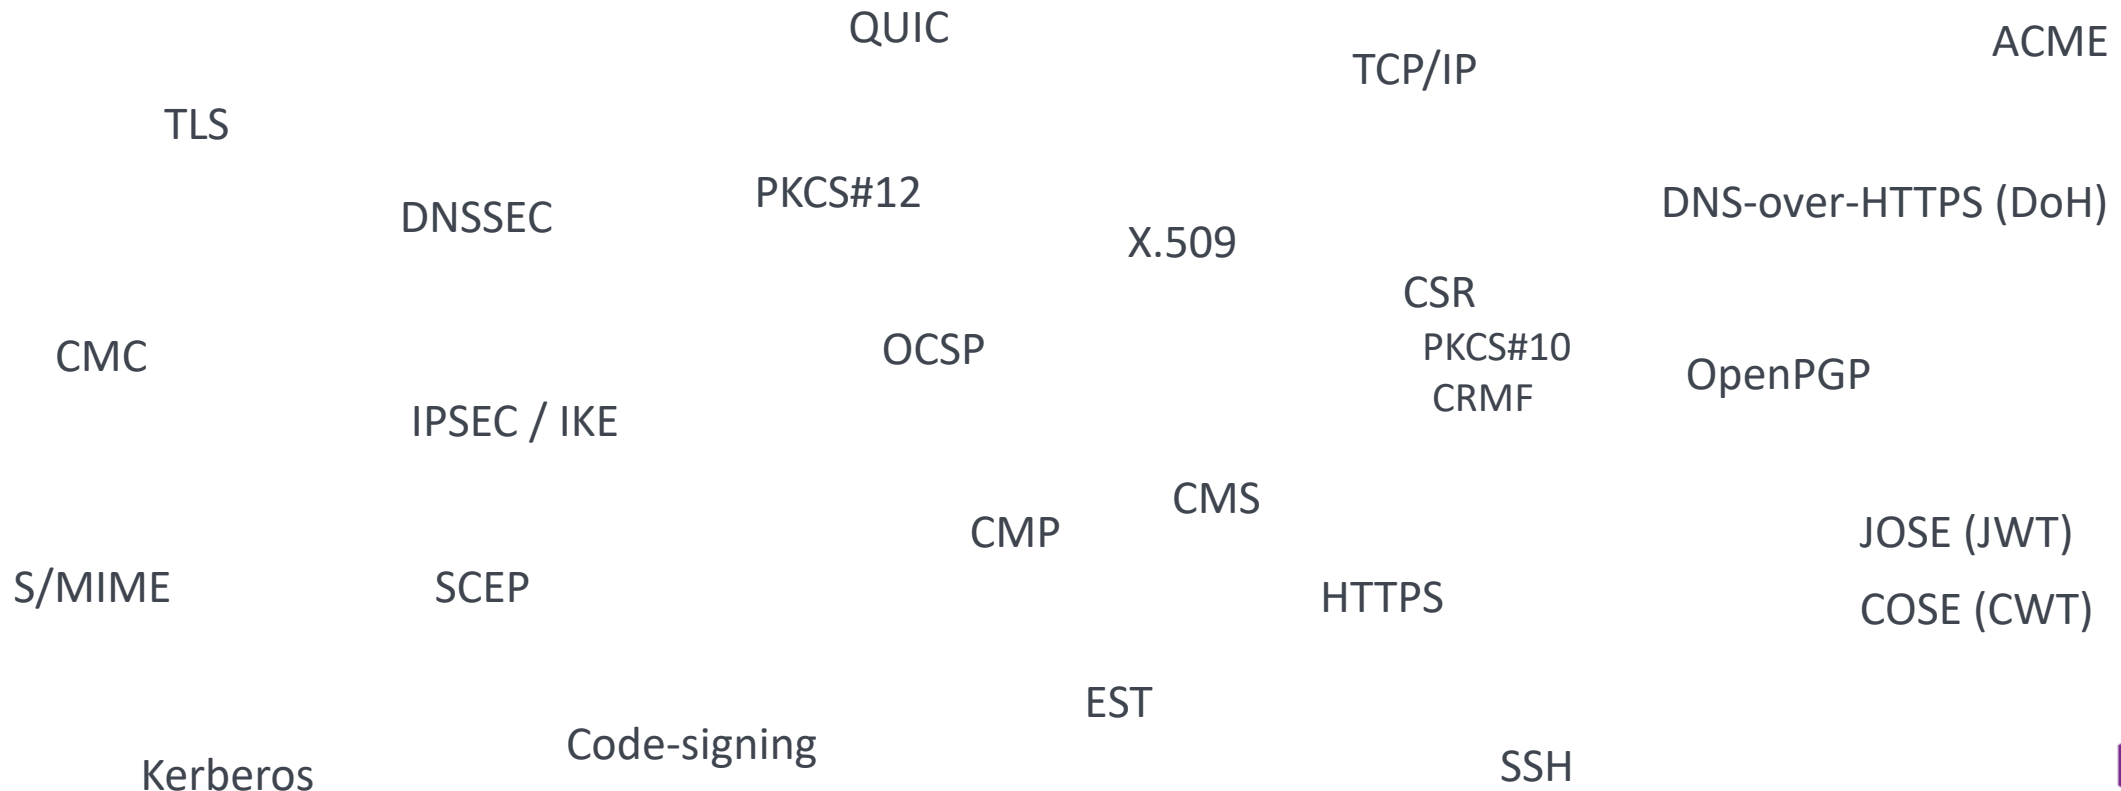 QUIC
ACME
TCP/IP
TLS
PKCS#12
DNS-over-HTTPS (DoH)
DNSSEC
X.509
CSR
PKCS#10
CRMF
OCSP
CMC
OpenPGP
IPSEC / IKE
CMS
CMP
JOSE (JWT)
S/MIME
SCEP
HTTPS
COSE (CWT)
EST
Code-signing
SSH
Kerberos